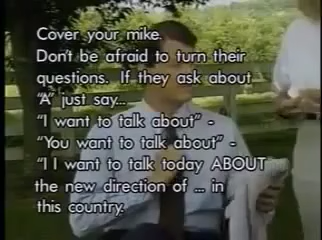 Cover your mike.
Don't be afraid to turn their
questions. If they ask about
"A" just say...
"I want to talk about" -
"You want to talk about" -
"I I want to talk today ABOUT
the new direction of ... in
this country.